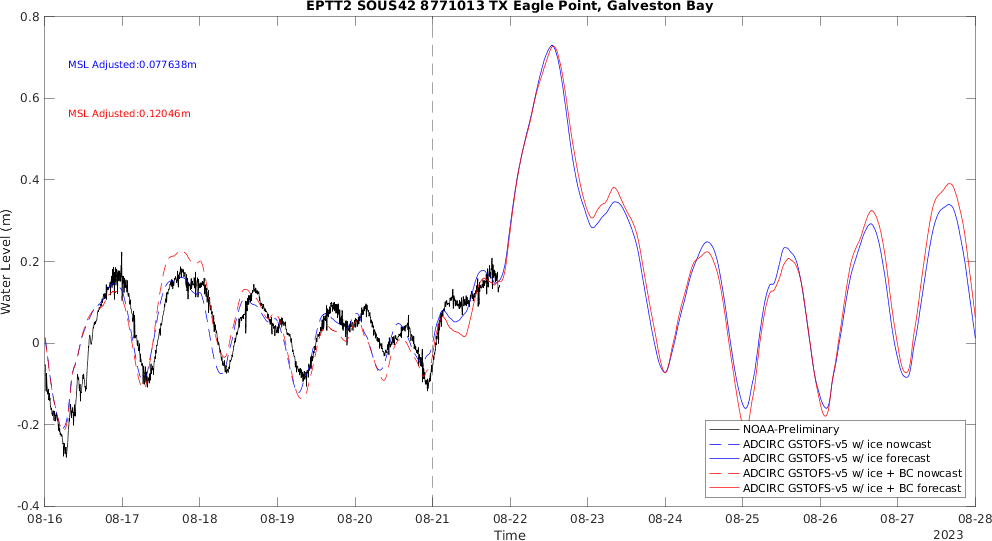 EPTT2 SOUS42 8771013 TX Eagle Point, Galveston Bay
MSL Adjusted:0.077638m
MSL Adjusted:0.12046m
Water Level (m)
0.8
0.6
0.4
0.2
0
-0.2
-0.4
NOAA-Preliminary
ADCIRC GSTOFS-v5 w/ ice nowcast
ADCIRC GSTOFS-v5 w/ ice forecast
ADCIRC GSTOFS-v5 w/ ice + BC nowcast
ADCIRC GSTOFS-v5 w/ ice + BC forecast
08-16 08-17 08-18 08-19 08-20 08-21 08-22 08-23 08-24 08-25 08-26 08-27 08-28
Time
2023